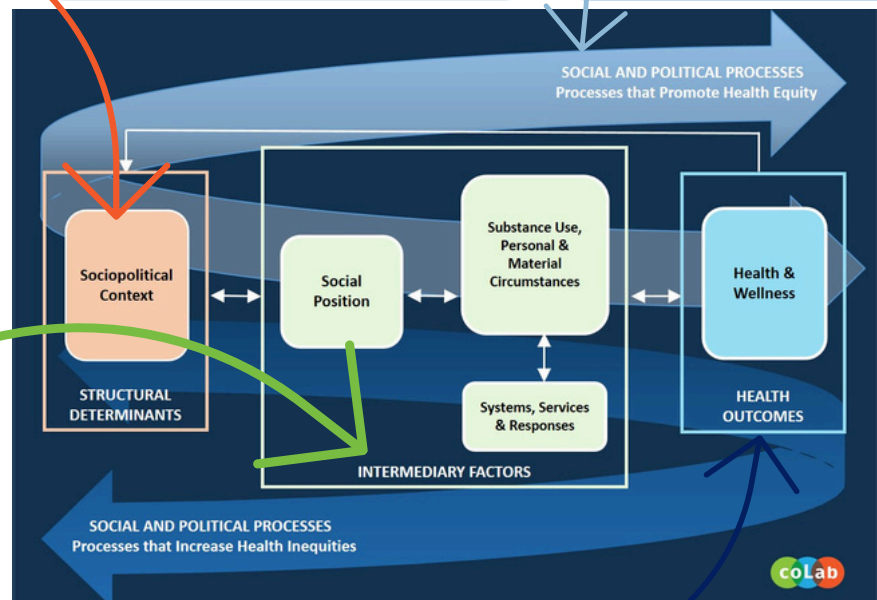 SOCIAL AND POLITICAL PROCESSES
Processes that Promote Health Equity
Sociopolitical
Context
STRUCTURAL
DETERMINANTS
Social
Position
Substance Use,
Personal &
Material
Circumstances
Systems, Services
& Responses
INTERMEDIARY FACTORS
Health &
Wellness
HEALTH
OUTCOMES
SOCIAL AND POLITICAL PROCESSES
Processes that Increase Health Inequities
coLab